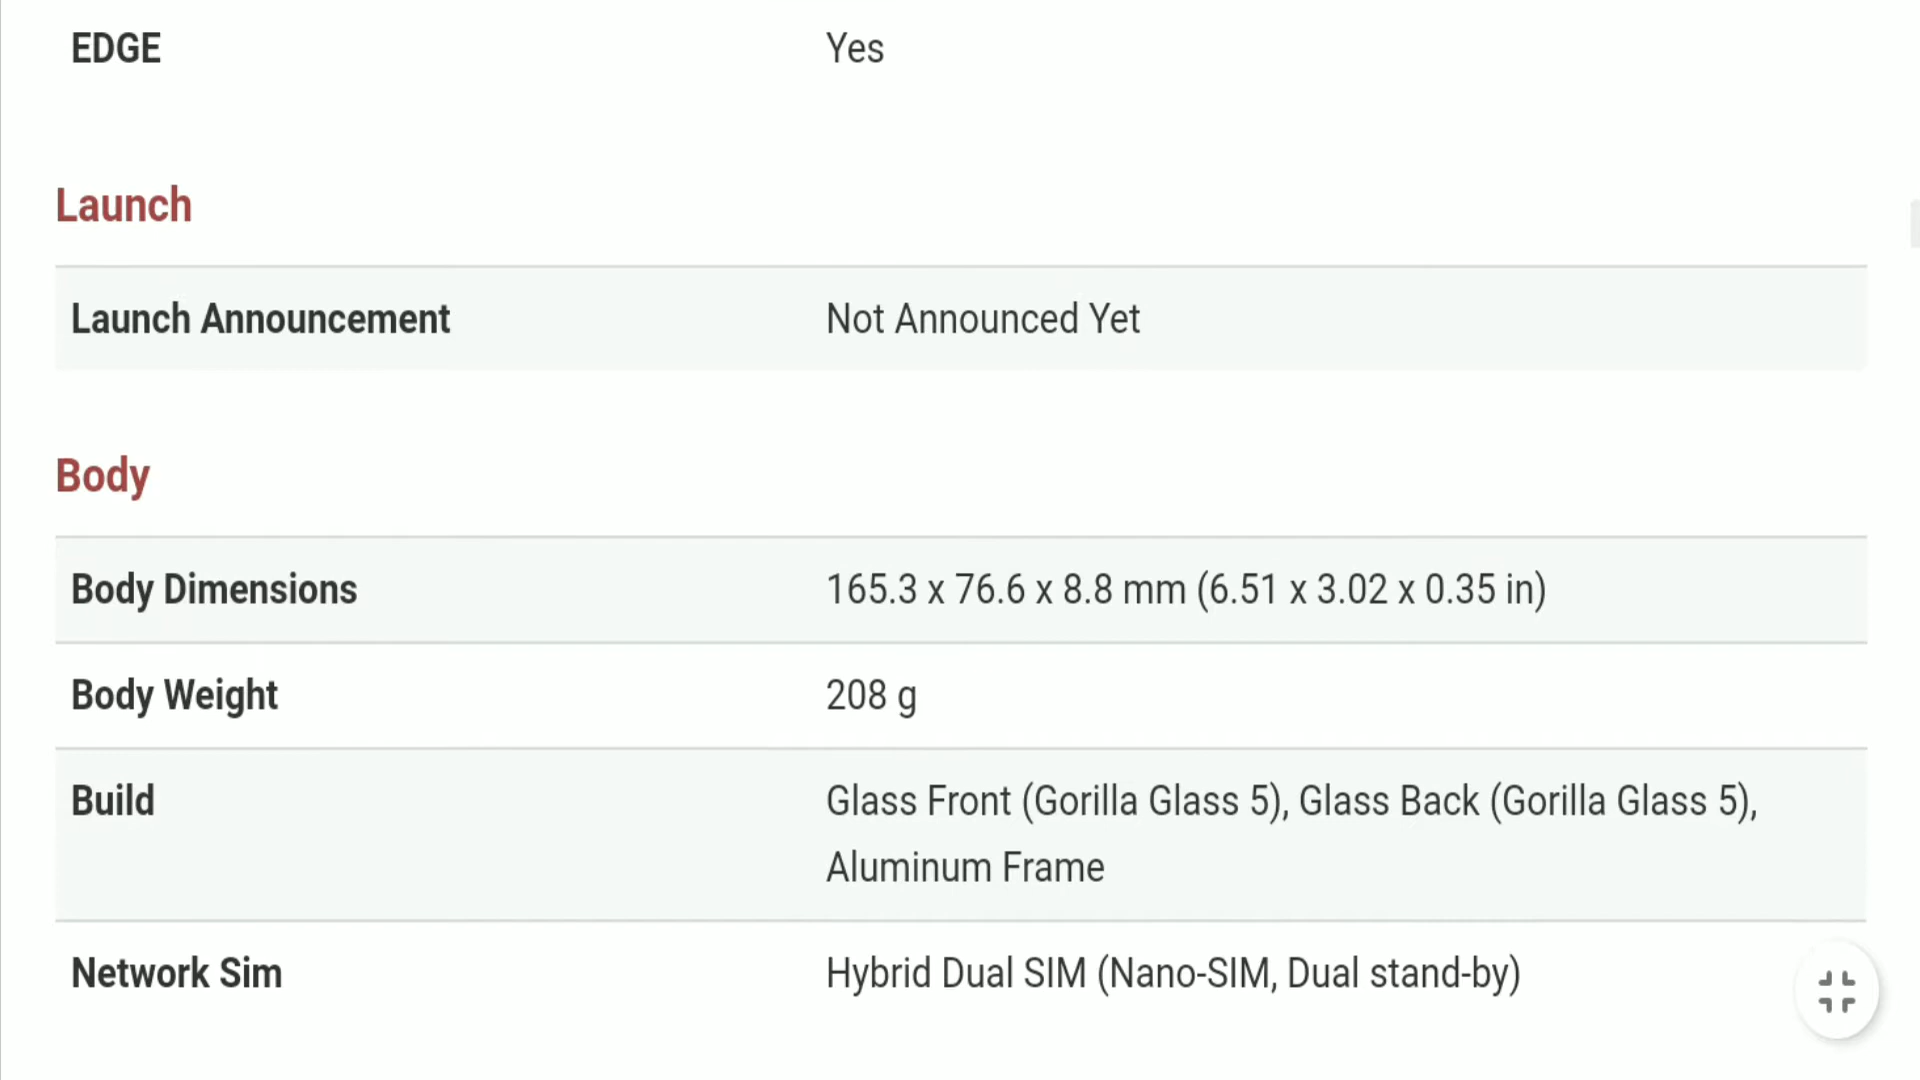 EDGE Yes
Launch
Launch Announcement Not Announced Yet
Body
Body Dimensions 165.3 x 76.6 x 8.8 mm (6.51 x 3.02 x 0.35 in)
Body Weight 208 g
Build Glass Front (Gorilla Glass 5), Glass Back (Gorilla Glass 5),
Aluminum Frame
Network Sim Hybrid Dual SIM (Nano-SIM, Dual stand-by)